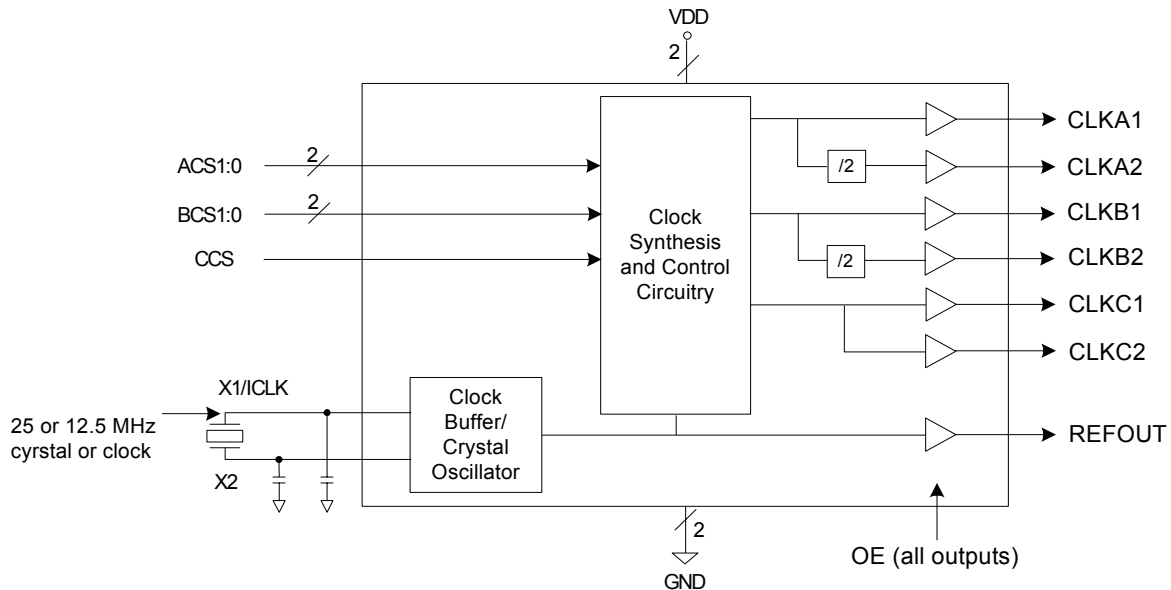 VDD
2
ACS1:0
2
BCS1:0
2
CCS
Clock
Synthesis
and Control
Circuitry
/2
/2
CLKA1
CLKA2
CLKB1
CLKB2
CLKC1
CLKC2
REFOUT
X1/ICLK
25 or 12.5 MHz
cyrstal or clock
X2
Clock
Buffer/
Crystal
Oscillator
2
GND
OE (all outputs)